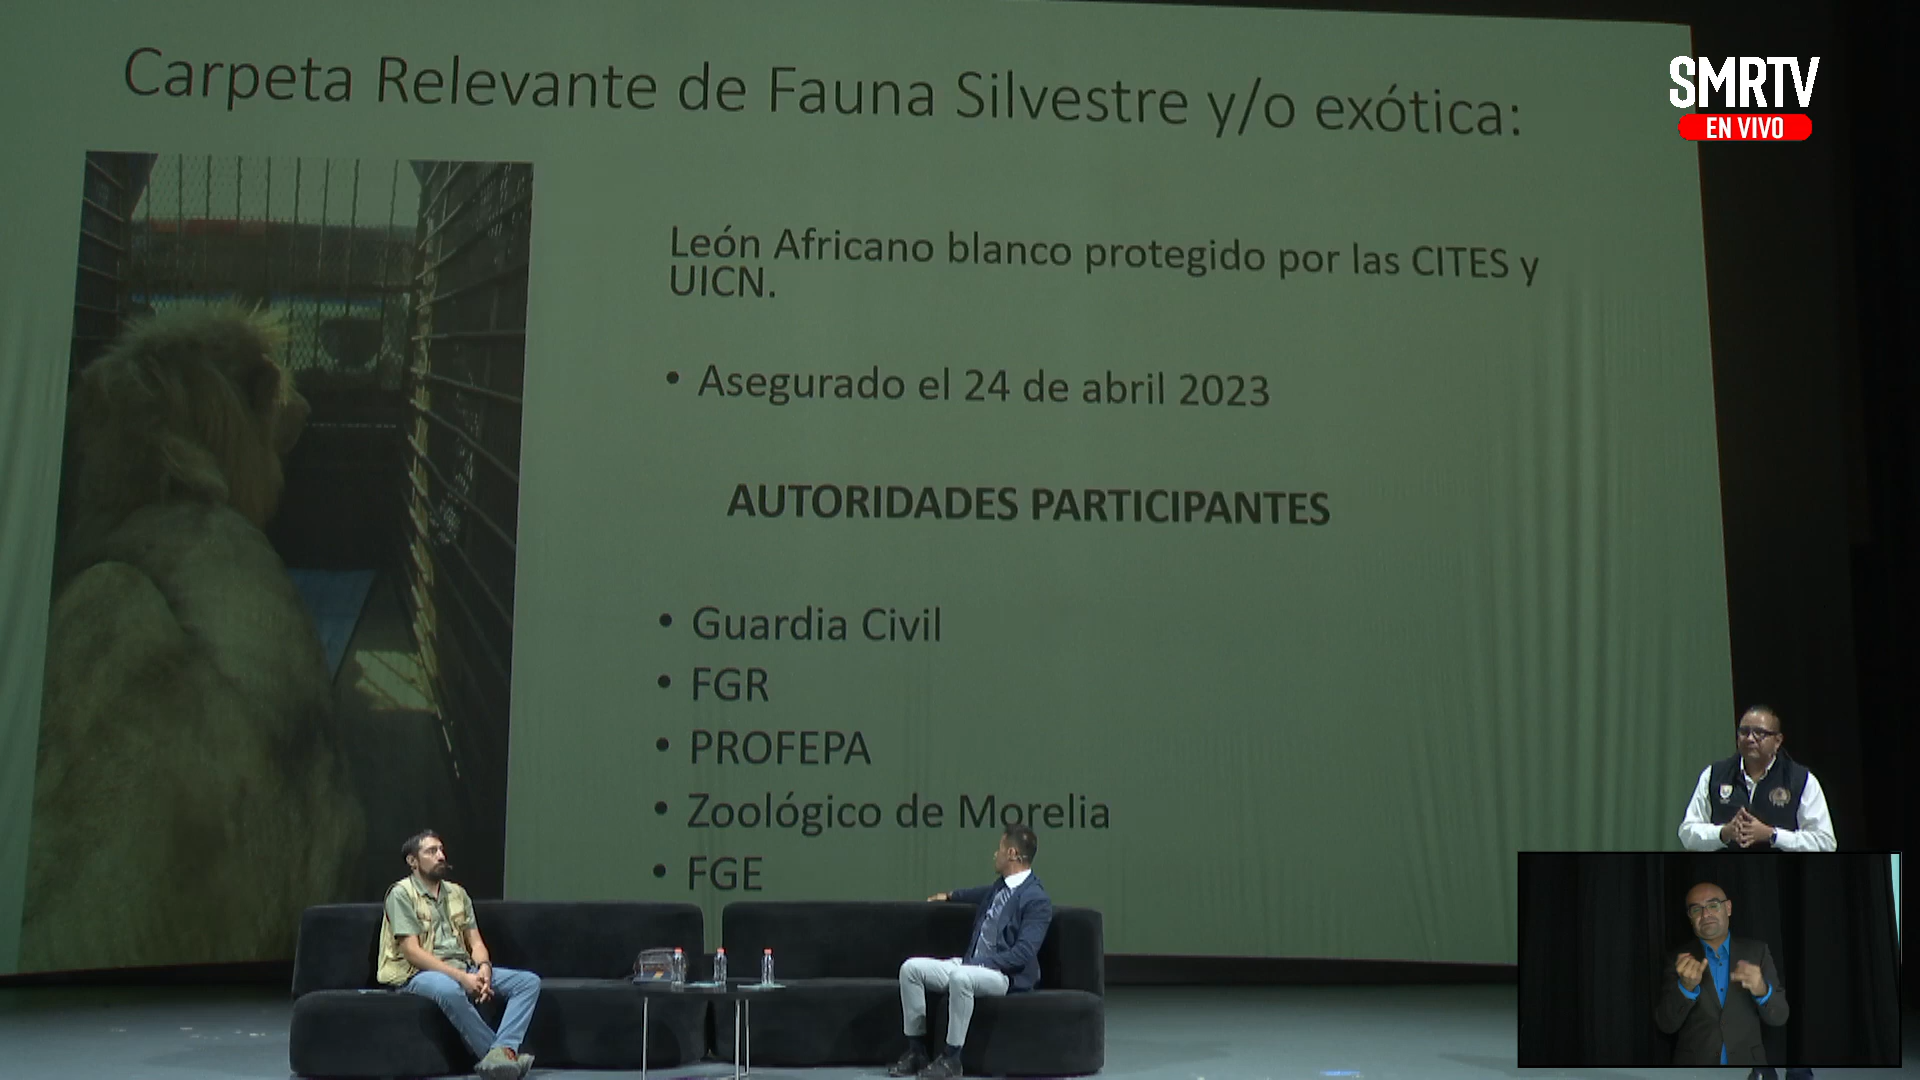 Carpeta Relevante de Fauna Silvestre y/o exótica:
SMRTV
EN VIVO
León Africano blanco protegido por las CITES y
UICN.
• Asegurado el 24 de abril 2023
AUTORIDADES PARTICIPANTES
• Guardia Civil
• FGR
• PROFEPA
• Zoológico de Morelia
• FGE